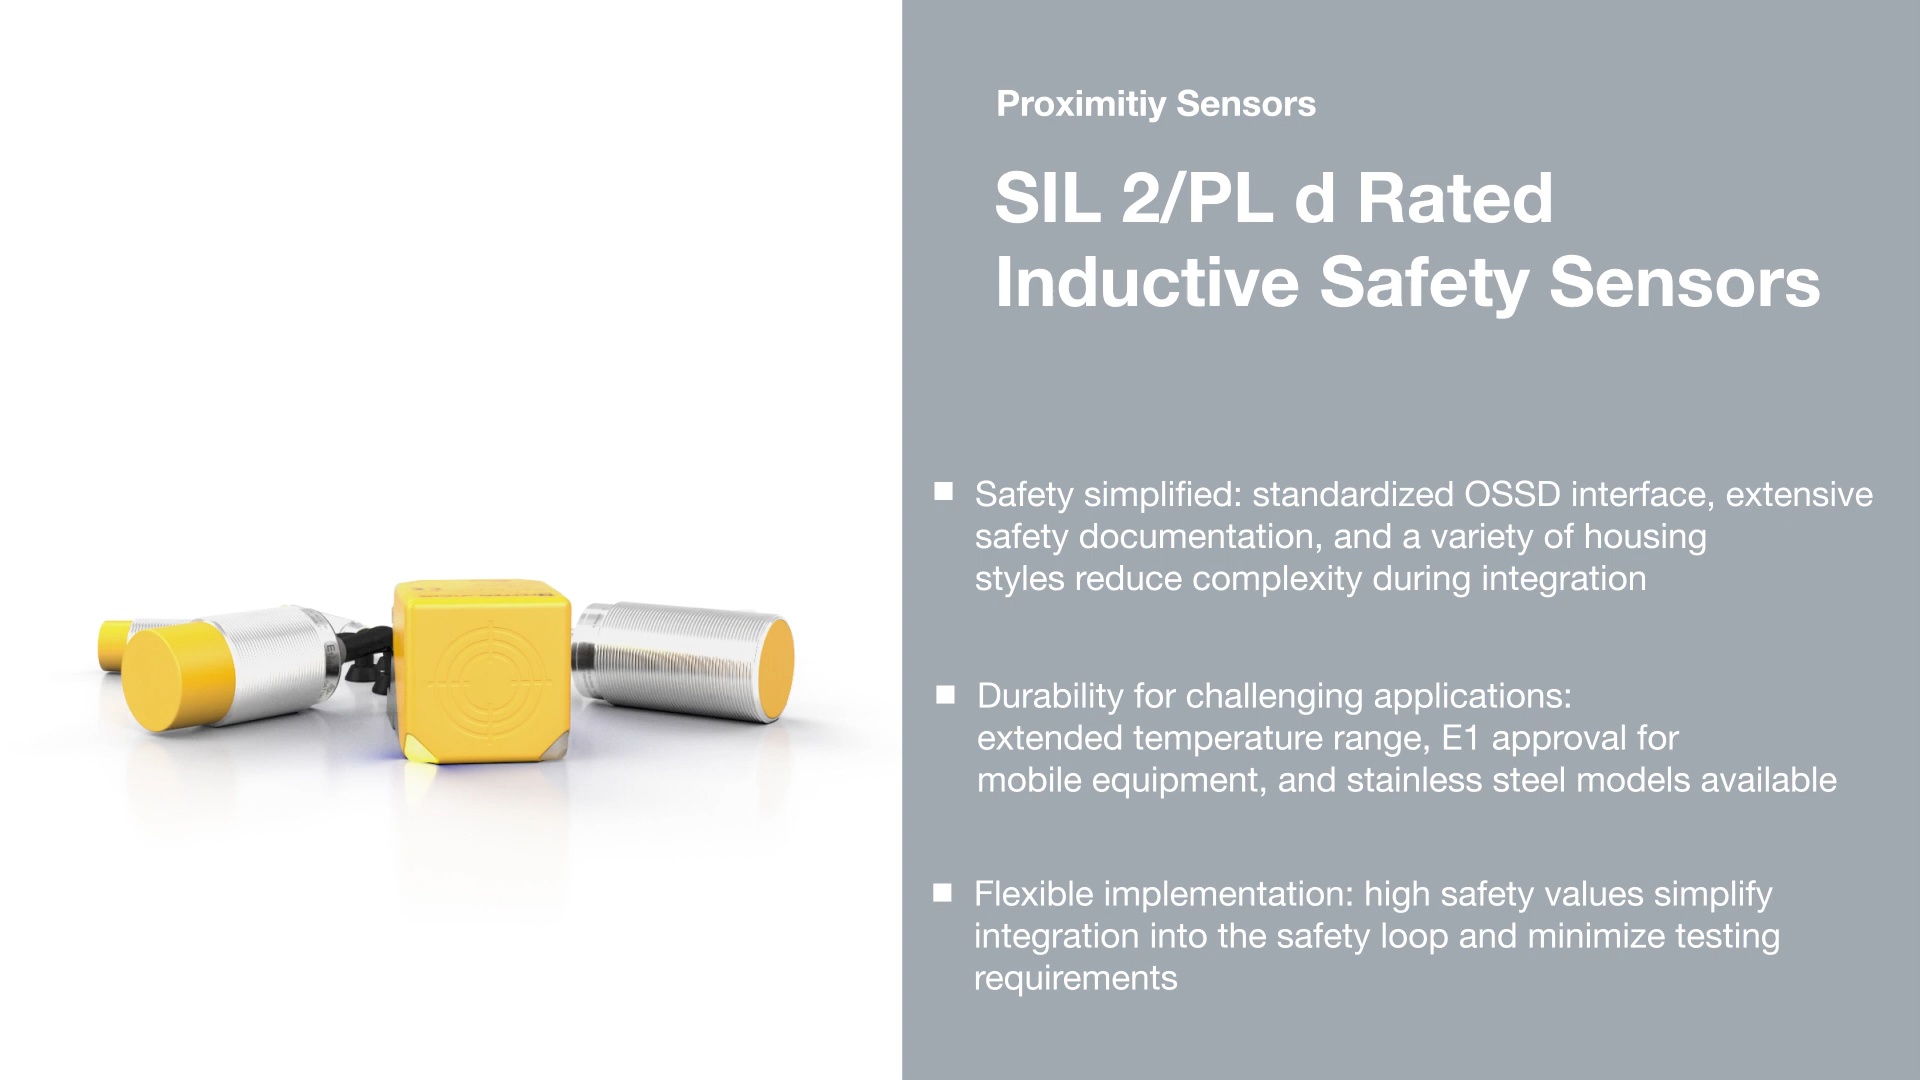 Proximitiy Sensors
SIL 2/PL d Rated
Inductive Safety Sensors
Safety simplified: standardized OSSD interface, extensive
safety documentation, and a variety of housing
styles reduce complexity during integration
Durability for challenging applications:
extended temperature range, E1 approval for
mobile equipment, and stainless steel models available
Flexible implementation: high safety values simplify
integration into the safety loop and minimize testing
requirements